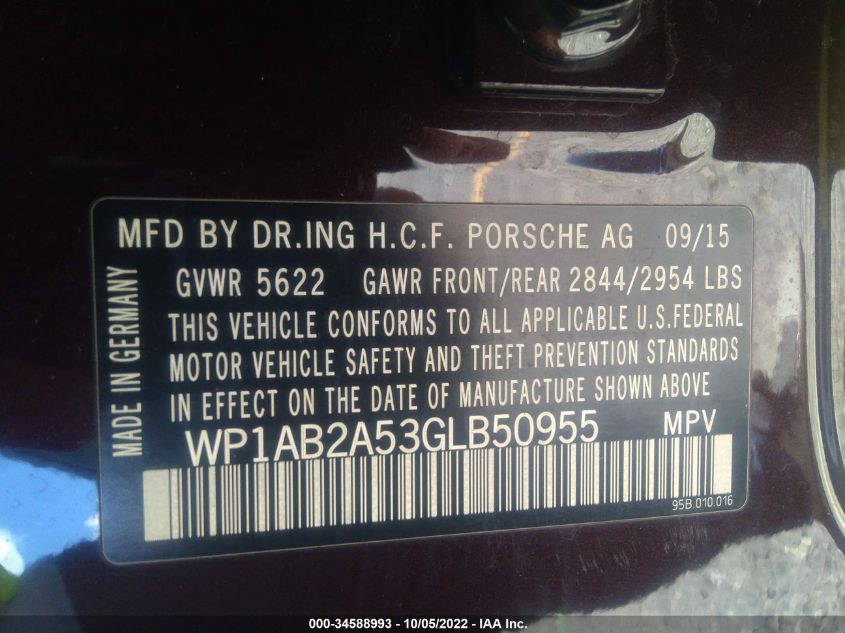 MFD BY DR.ING H.C.F. PORSCHE AG 09/15
GVWR 5622 GAWR FRONT/REAR 2844/2954 LBS
THIS VEHICLE CONFORMS TO ALL APPLICABLE U.S.FEDERAL
MOTOR VEHICLE SAFETY AND THEFT PREVENTION STANDARDS
IN EFFECT ON THE DATE OF MANUFACTURE SHOWN ABOVE
WP1AB2A53GLB50955 MPV
MADE IN GERMANY
95B.010.016
000-34588993 - 10/05/2022 - IAA Inc.